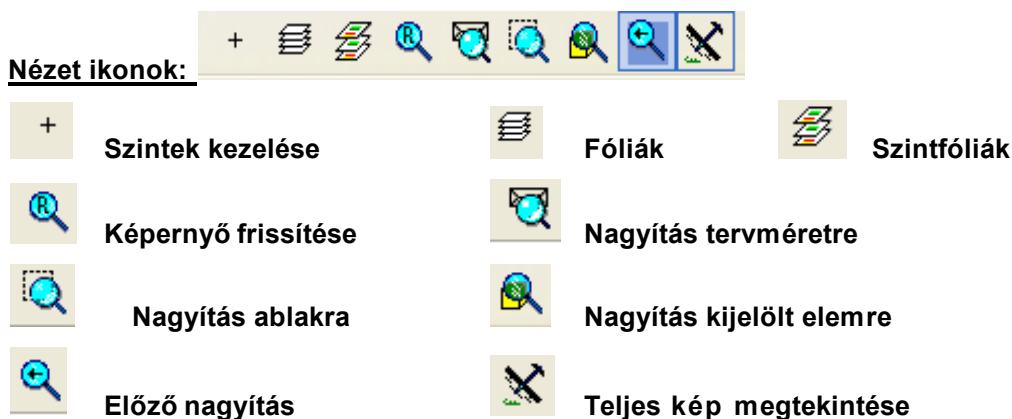 Nézet ikonok:
Szintek kezelése Fóliák Szintfóliák
Képernyő frissítése Nagyítás tervméretre
Nagyítás ablakra Nagyítás kijelölt elemre
Előző nagyítás Teljes kép megtekintése